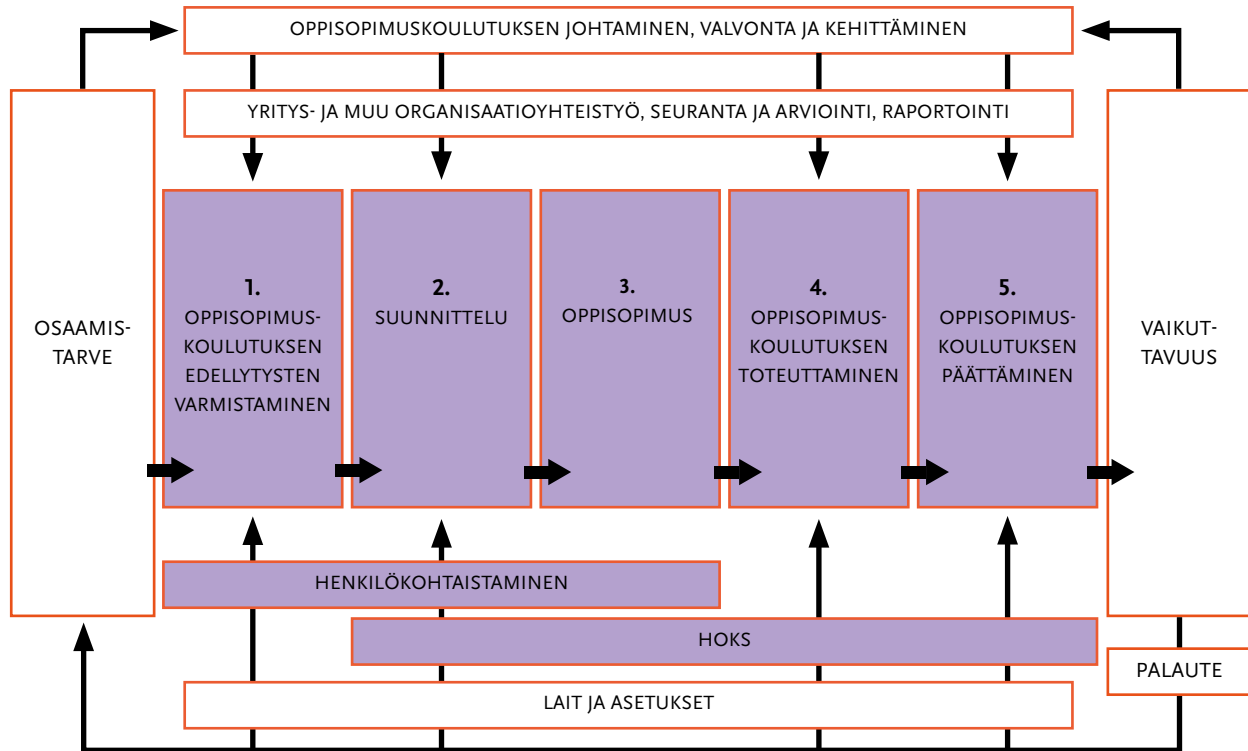 OPPISOPIMUSKOULUTUKSEN JOHTAMINEN, VALVONTA JA KEHITTÄMINEN
YRITYS- JA MUU ORGANISAATIOYHTEISTYÖ, SEURANTA JA ARVIOINTI, RAPORTOINTI
OSAAMIS-
TARVE
1.
OPPISOPIMUS-
KOULUTUKSEN
EDELLYTYSTEN
VARMISTAMINEN
2.
SUUNNITTELU
3.
OPPISOPIMUS
4.
OPPISOPIMUS-
KOULUTUKSEN
TOTEUTTAMINEN
5.
OPPISOPIMUS-
KOULUTUKSEN
PÄÄTTÄMINEN
VAIKUT-
TAVUUS
HENKILÖKOHTAISTAMINEN
HOKS
PALAUTE
LAIT JA ASETUKSET